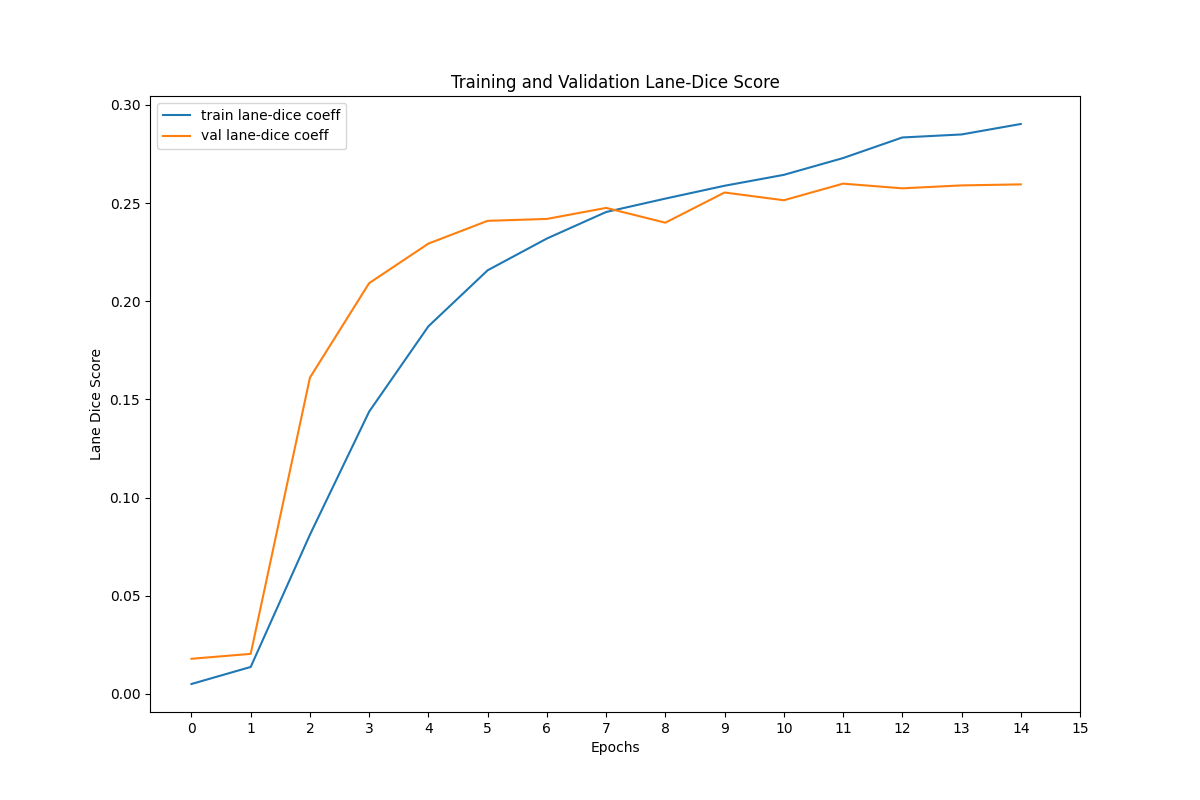 Training and Validation Lane-Dice Score
train lane-dice coeff
val lane-dice coeff
0.30
0.25
0.20
0.15
0.10
0.05
0.00
Lane Dice Score
0 1 2 3 4 5 6 7 8 9 10 11 12 13 14 15
Epochs